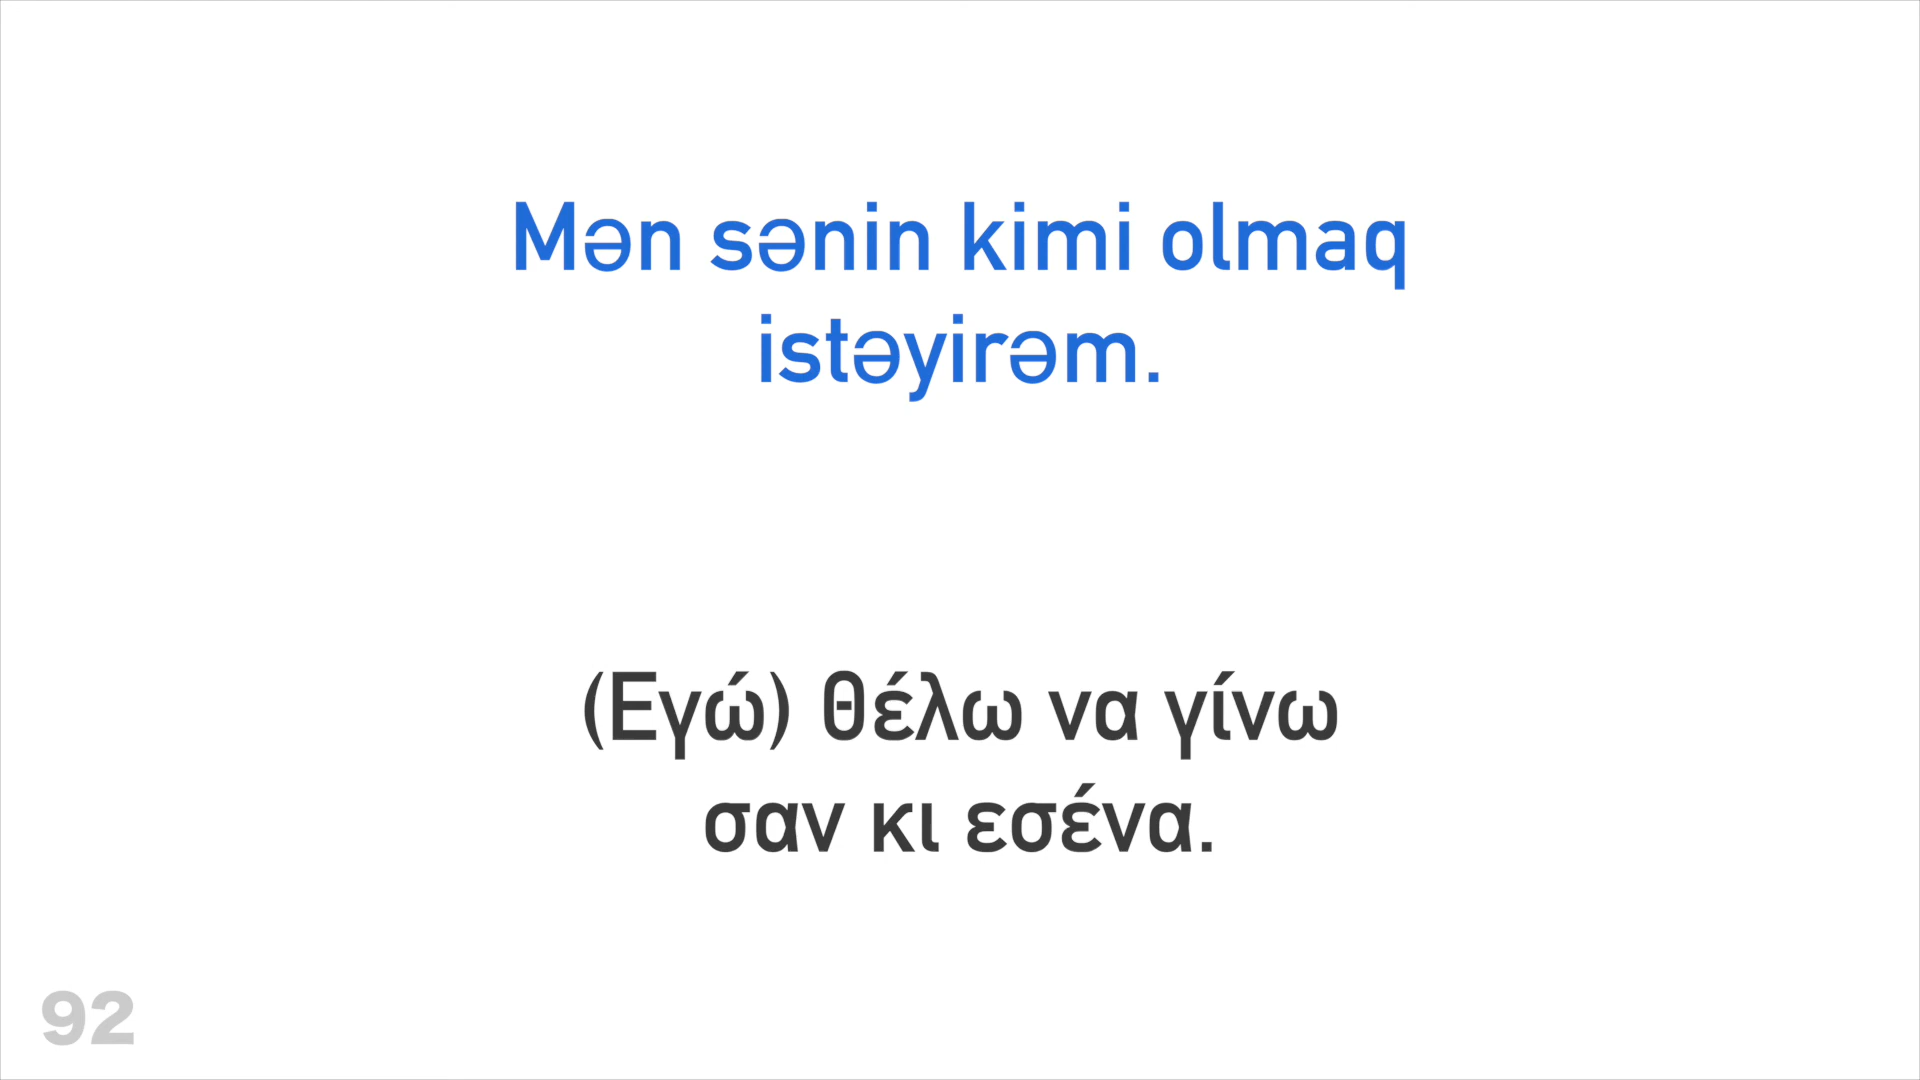 Mən sənin kimi olmaq
istəyirəm.
(Εγώ) θέλω να γίνω
σαν κι εσένα.
92